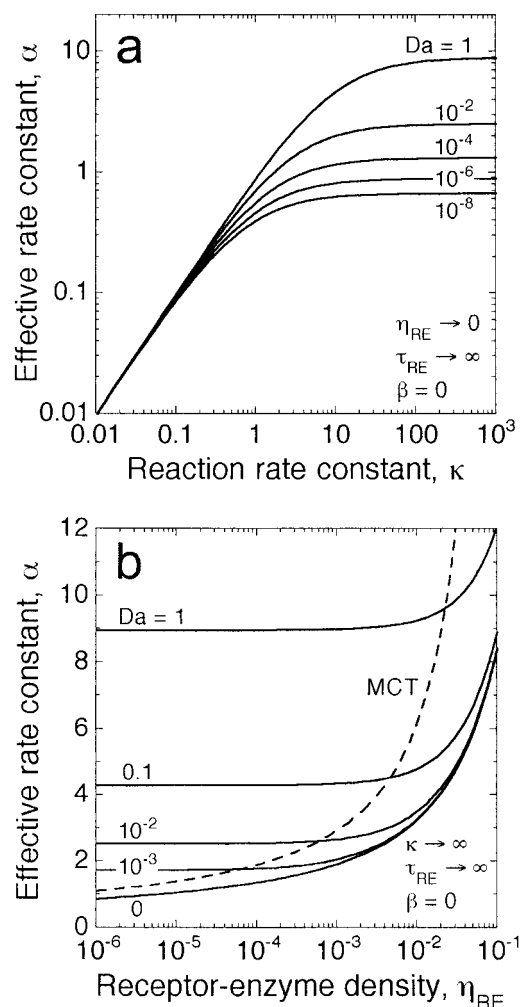 a
Effective rate constant, α
10
1
0.1
0.01
Da = 1
10⁻²
10⁻⁴
10⁻⁶
10⁻⁸
η_RE → 0
τ_RE → ∞
β = 0
0.01 0.1 1 10 100 10³
Reaction rate constant, κ
b
Effective rate constant, α
12
10
8
6
4
2
0
Da = 1
MCT
0.1
10⁻²
10⁻³
0
κ → ∞
τ_RE → ∞
β = 0
10⁻⁶ 10⁻⁵ 10⁻⁴ 10⁻³ 10⁻² 10⁻¹
Receptor-enzyme density, η_RE